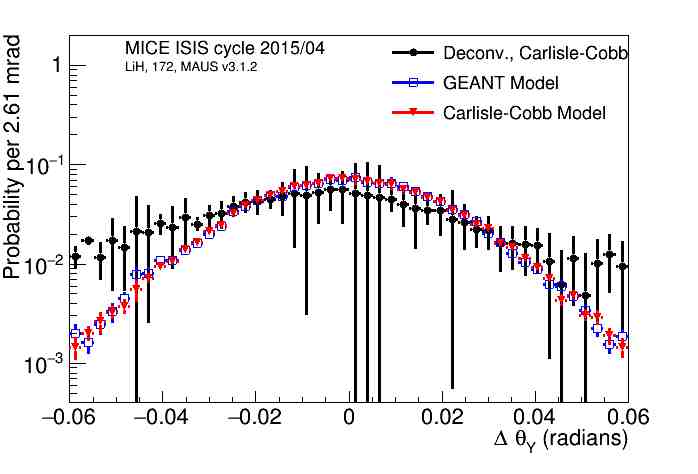 MICE ISIS cycle 2015/04
LiH, 172, MAUS v3.1.2
Deconv., Carlisle-Cobb
GEANT Model
Carlisle-Cobb Model
Probability per 2.61 mrad
1
10⁻¹
10⁻²
10⁻³
−0.06 −0.04 −0.02 0 0.02 0.04 0.06
Δ θ_Y (radians)